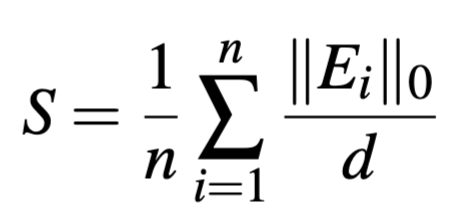 S = \frac{1}{n} \sum_{i=1}^{n} \frac{\|E_i\|_0}{d}